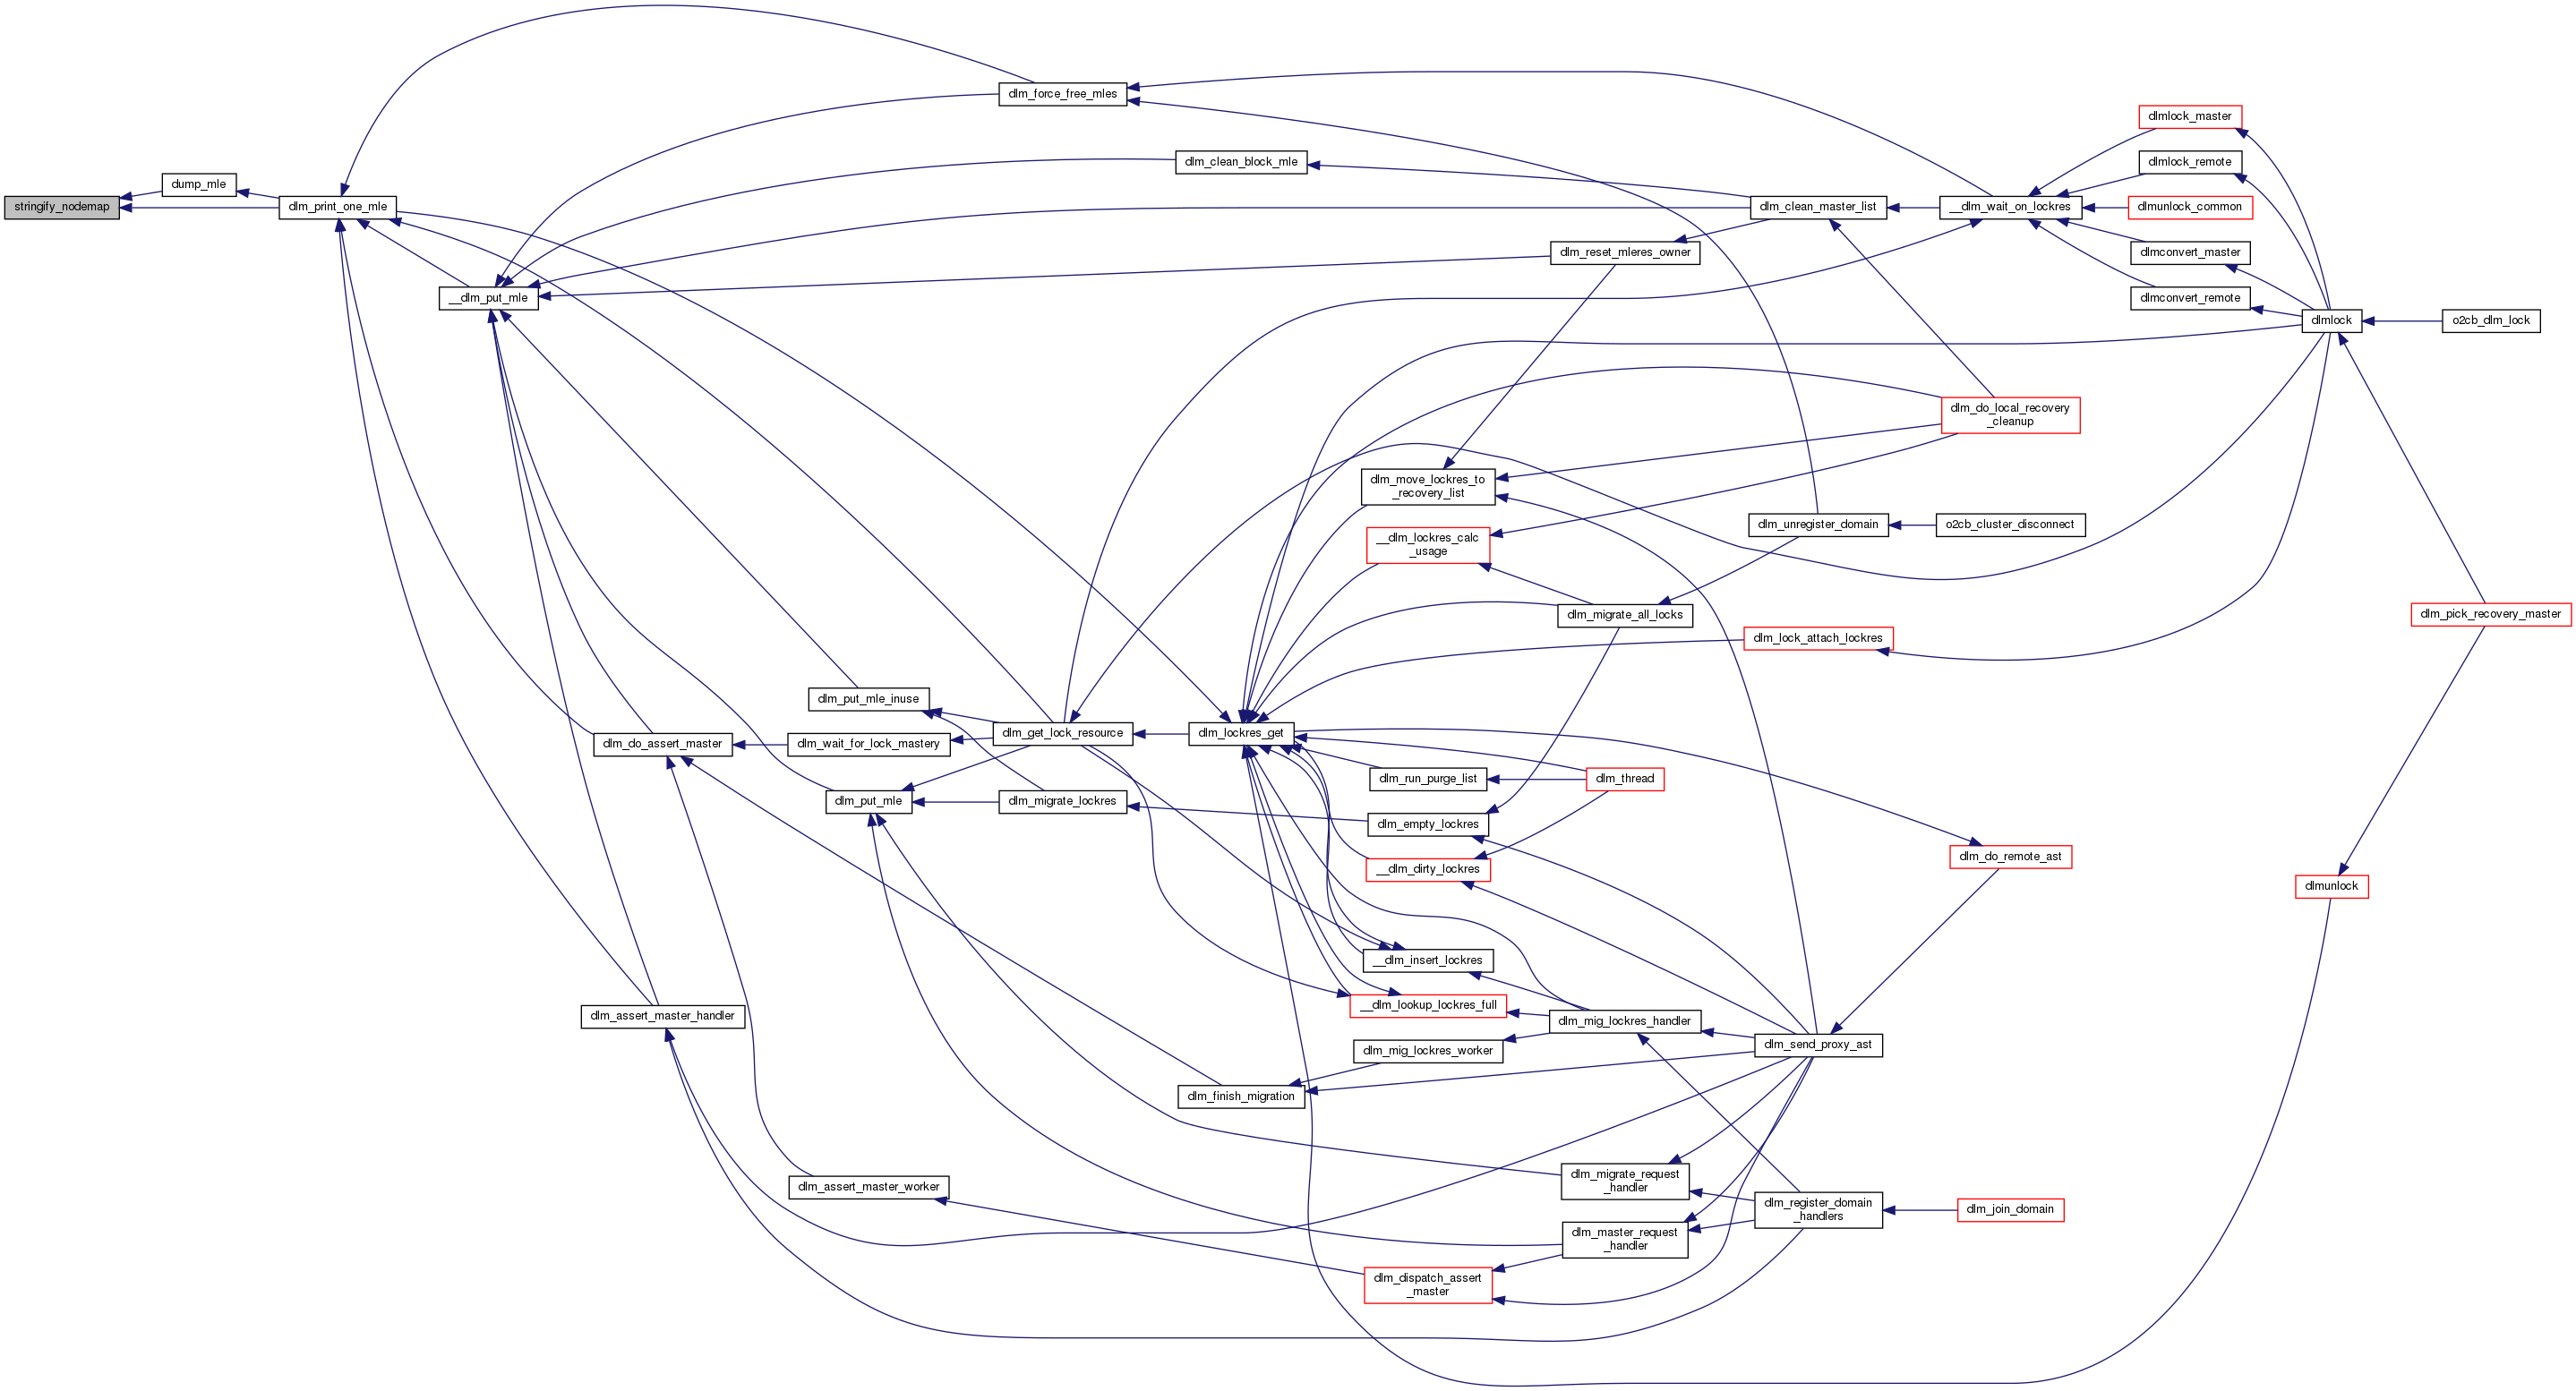 stringify_nodemap
dump_mle
dlm_print_one_mle
__dlm_put_mle
dlm_do_assert_master
dlm_assert_master_handler
dlm_put_mle_inuse
dlm_wait_for_lock_mastery
dlm_put_mle
dlm_assert_master_worker
dlm_force_free_mles
dlm_get_lock_resource
dlm_migrate_lockres
dlm_clean_block_mle
dlm_lockres_get
dlm_finish_migration
dlm_move_lockres_to
_recovery_list
__dlm_lockres_calc
_usage
dlm_run_purge_list
dlm_empty_lockres
__dlm_dirty_lockres
__dlm_insert_lockres
__dlm_lookup_lockres_full
dlm_mig_lockres_worker
dlm_dispatch_assert
_master
dlm_reset_mleres_owner
dlm_migrate_all_locks
dlm_thread
dlm_mig_lockres_handler
dlm_migrate_request
_handler
dlm_master_request
_handler
dlm_clean_master_list
dlm_unregister_domain
dlm_lock_attach_lockres
dlm_send_proxy_ast
dlm_register_domain
_handlers
__dlm_wait_on_lockres
dlm_do_local_recovery
_cleanup
o2cb_cluster_disconnect
dlm_do_remote_ast
dlm_join_domain
dlmlock_master
dlmlock_remote
dlmunlock_common
dlmconvert_master
dlmconvert_remote
dlmlock
dlmunlock
o2cb_dlm_lock
dlm_pick_recovery_master